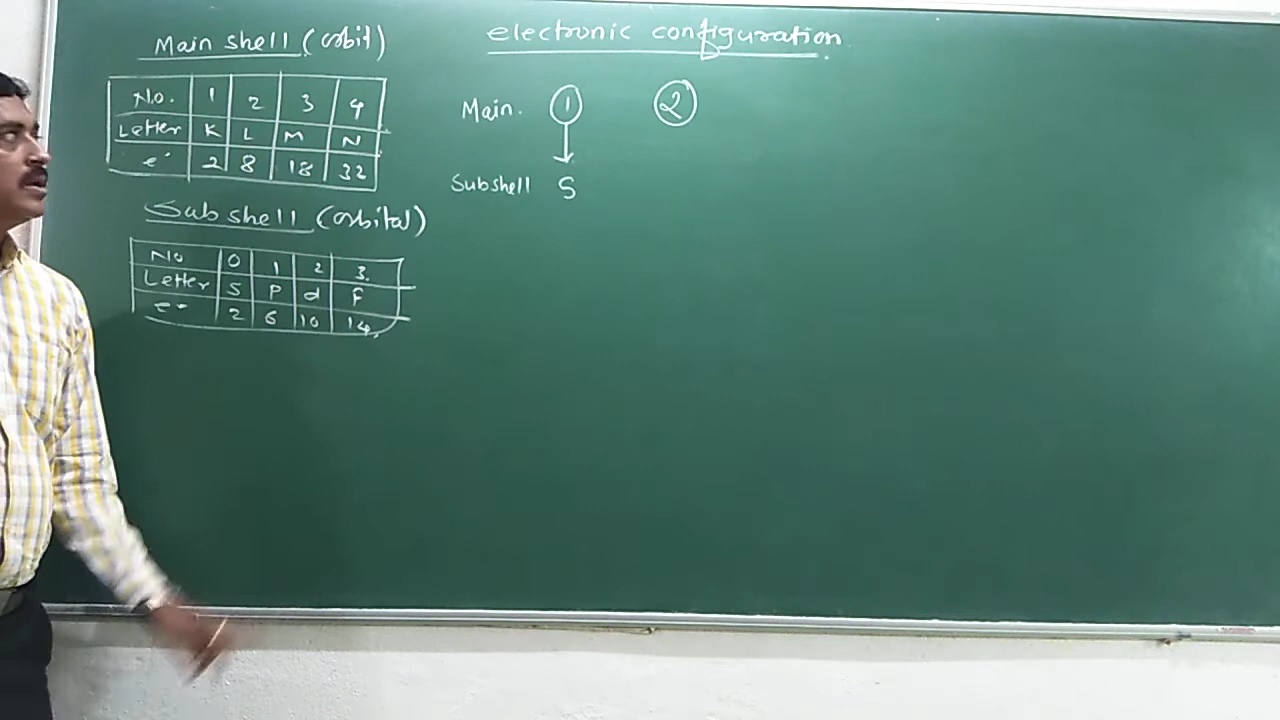 Main shell (orbit)
No. 1 2 3 4
Letter K L M N
e⁻ 2 8 18 32
Sub shell (orbital)
No 0 1 2 3.
Letter s p d f
e⁻ 2 6 10 14.
electronic configuration.
Main. 1 2
Subshell S